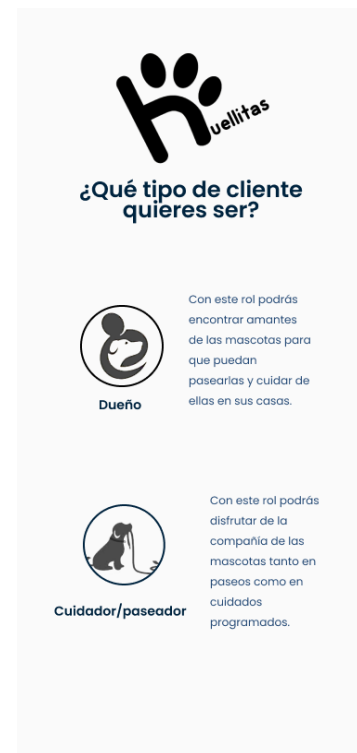 huellitas
¿Qué tipo de cliente
quieres ser?
Con este rol podrás
encontrar amantes
de las mascotas para
que puedan
pasearlas y cuidar de
ellas en sus casas.
Dueño
Con este rol podrás
disfrutar de la
compañía de las
mascotas tanto en
paseos como en
cuidados
programados.
Cuidador/paseador